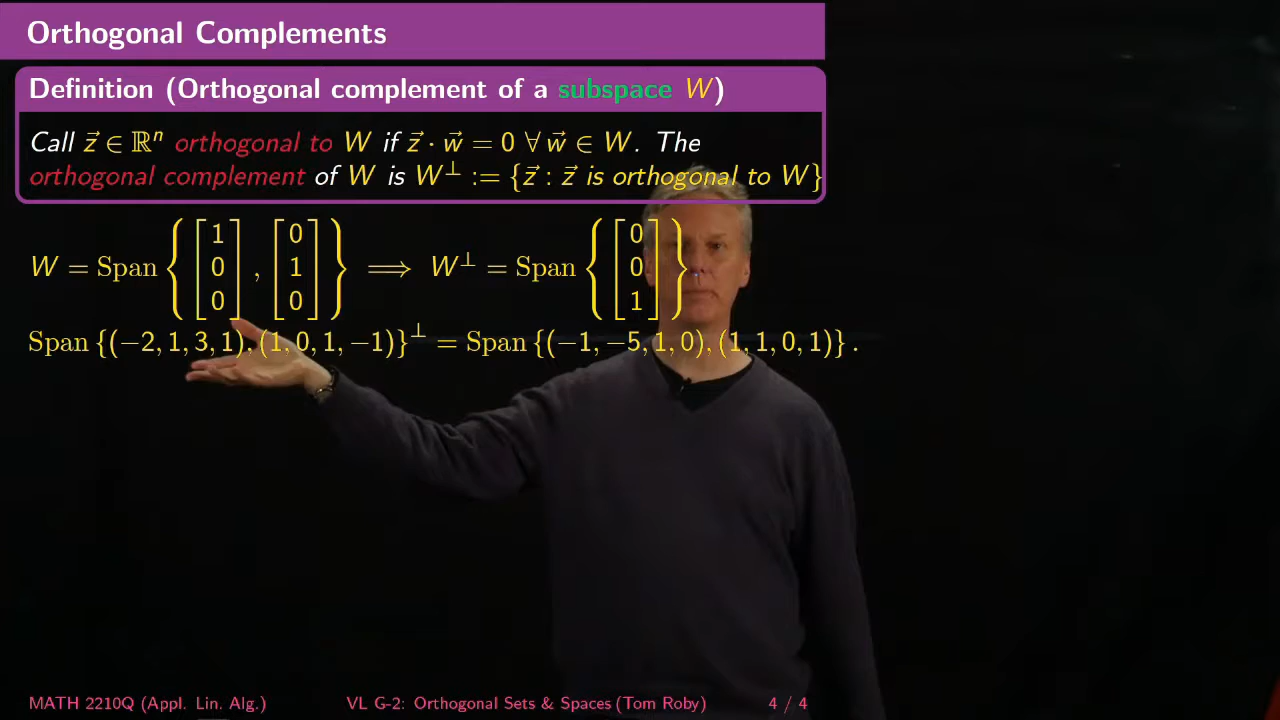 Orthogonal Complements
Definition (Orthogonal complement of a subspace W)
Call z⃗ ∈ ℝⁿ orthogonal to W if z⃗ · w⃗ = 0 ∀ w⃗ ∈ W. The
orthogonal complement of W is W^⊥ := {z⃗ : z⃗ is orthogonal to W}
W = Span { [1 0 0], [0 1 0] } ⟹ W^⊥ = Span { [0 0 1] }
Span {(−2, 1, 3, 1), (1, 0, 1, −1)}^⊥ = Span {(−1, −5, 1, 0), (1, 1, 0, 1)} .
MATH 2210Q (Appl. Lin. Alg.) VL G-2: Orthogonal Sets & Spaces (Tom Roby) 4 / 4